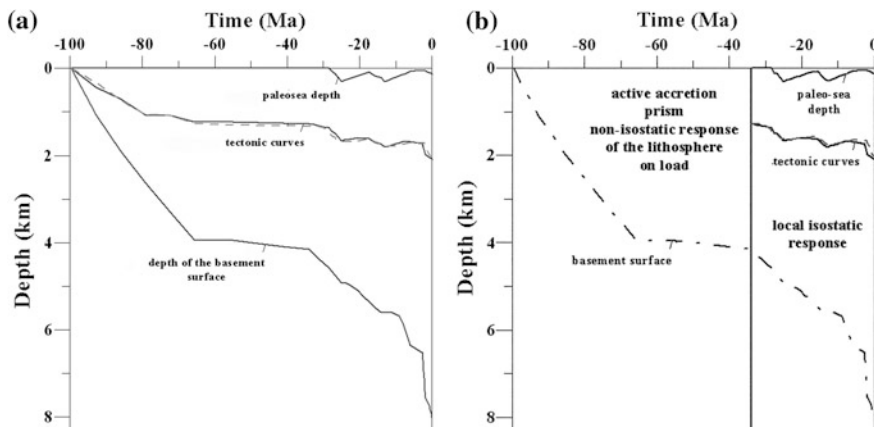 (a)
Time (Ma)
-100 -80 -60 -40 -20 0
0
2
4
6
8
Depth (km)
paleosea depth
tectonic curves
depth of the basement
surface
(b)
Time (Ma)
-100 -80 -60 -40 -20 0
0
2
4
6
8
Depth (km)
active accretion
prism
non-isostatic response
of the lithosphere
on load
paleo-sea
depth
tectonic curves
local isostatic
response
basement surface